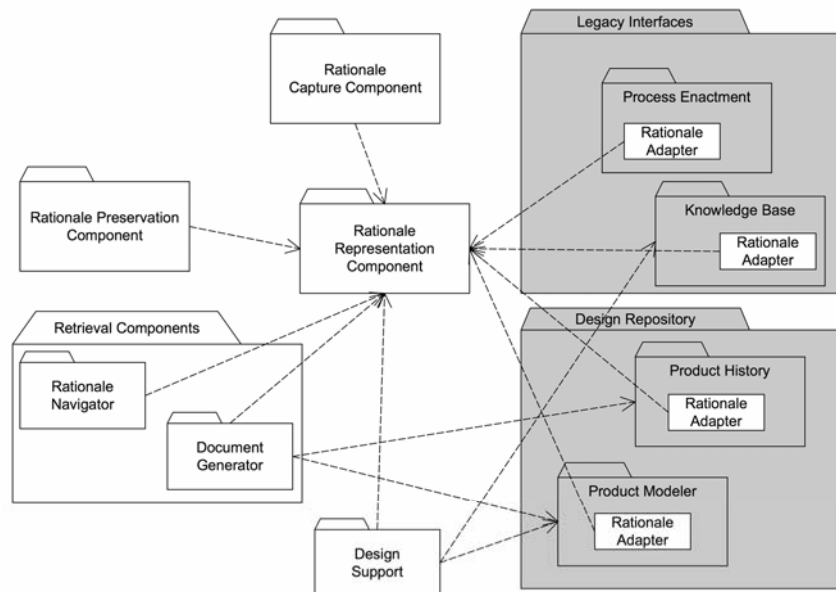 Legacy Interfaces
Rationale
Capture Component
Process Enactment
Rationale
Adapter
Rationale Preservation
Component
Rationale
Representation
Component
Knowledge Base
Rationale
Adapter
Retrieval Components
Rationale
Navigator
Document
Generator
Design Repository
Product History
Rationale
Adapter
Product Modeler
Rationale
Adapter
Design
Support